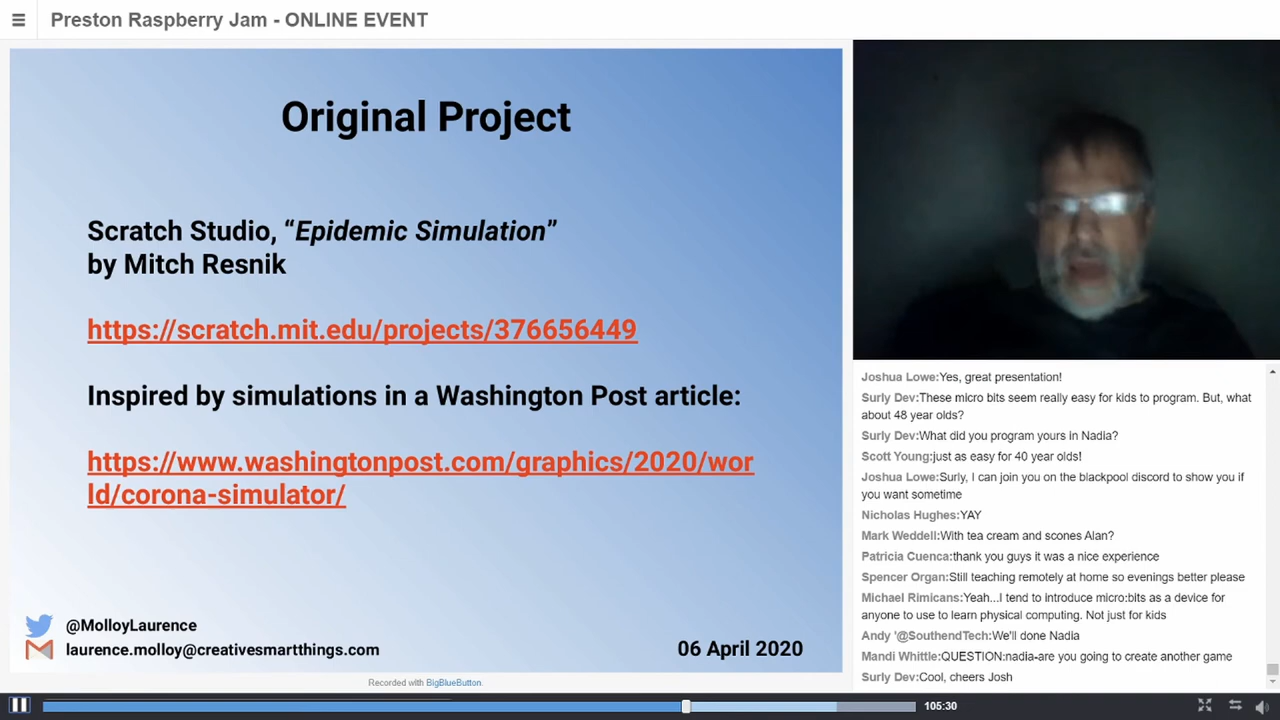 Preston Raspberry Jam - ONLINE EVENT
Original Project
Scratch Studio, “Epidemic Simulation”
by Mitch Resnik
https://scratch.mit.edu/projects/376656449
Inspired by simulations in a Washington Post article:
https://www.washingtonpost.com/graphics/2020/wor
ld/corona-simulator/
@MolloyLaurence
laurence.molloy@creativesmartthings.com
06 April 2020
Recorded with BigBlueButton.
Joshua Lowe:Yes, great presentation!
Surly Dev:These micro bits seem really easy for kids to program. But, what
about 48 year olds?
Surly Dev:What did you program yours in Nadia?
Scott Young:just as easy for 40 year olds!
Joshua Lowe:Surly, I can join you on the blackpool discord to show you if
you want sometime
Nicholas Hughes:YAY
Mark Weddell:With tea cream and scones Alan?
Patricia Cuenca:thank you guys it was a nice experience
Spencer Organ:Still teaching remotely at home so evenings better please
Michael Rimicans:Yeah...I tend to introduce micro:bits as a device for
anyone to use to learn physical computing. Not just for kids
Andy '@SouthendTech:We'll done Nadia
Mandi Whittle:QUESTION:nadia-are you going to create another game
Surly Dev:Cool, cheers Josh
105:30